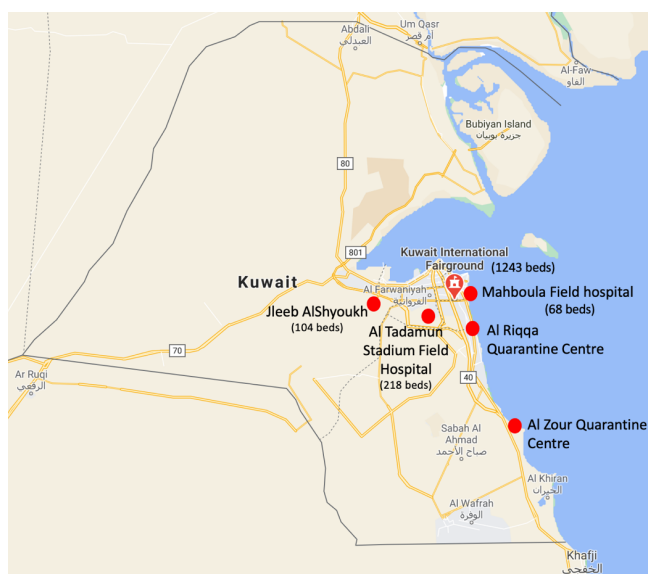 Abdali
العبدلي
Um Qasr
أم قصر
Al-Faw
الفاو
Bubiyan Island
جزيرة بوبيان
80
801
Kuwait International
Fairground
(1243 beds)
Kuwait
Al Farwaniyah
الفروانية
Mahboula Field hospital
(68 beds)
Jleeb AlShyoukh
(104 beds)
Al Tadamun
Stadium Field
Hospital
(218 beds)
Al Riqqa
Quarantine Centre
70
Ar Ruqi
الرقعي
40
Sabah Al
Ahmad
صباح الأحمد
Al Zour Quarantine
Centre
Al Khiran
الخيران
Al Wafrah
الوفرة
Khafji
الخفجي